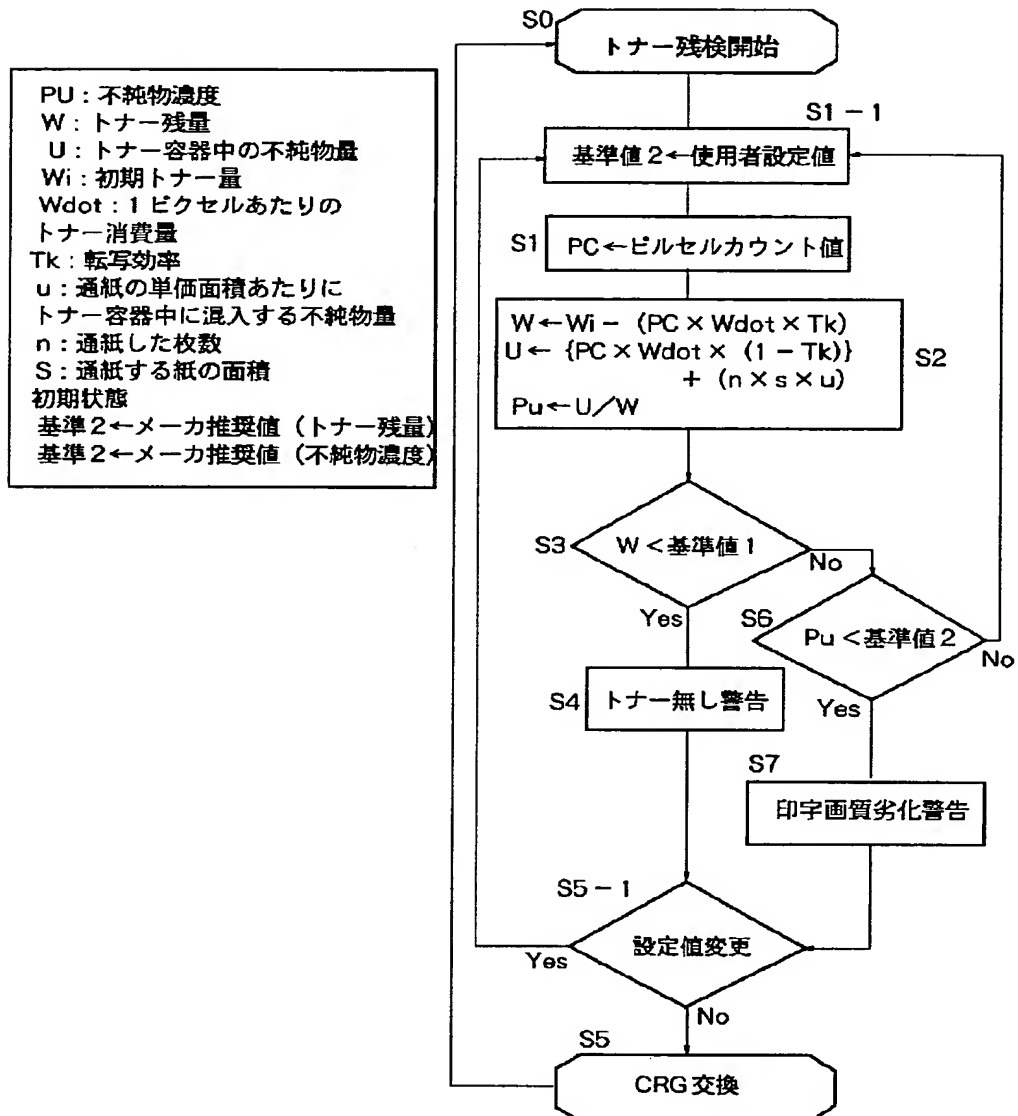 S0
トナー残検開始
PU：不純物濃度
W：トナー残量
U：トナー容器中の不純物量
Wi：初期トナー量
Wdot：1ピクセルあたりの
トナー消費量
Tk：転写効率
u：通紙の単価面積あたりに
トナー容器中に混入する不純物量
n：通紙した枚数
S：通紙する紙の面積
初期状態
基準2←メーカ推奨値（トナー残量）
基準2←メーカ推奨値（不純物濃度）
S1－1
基準値2←使用者設定値
S1
PC←ピルセルカウント値
W←Wi－（PC×Wdot×Tk）
U←｛PC×Wdot×（1－Tk）｝
＋（n×s×u）
Pu←U／W
S2
S3
W＜基準値1
No
Yes
S6
Pu＜基準値2
No
Yes
S4
トナー無し警告
S7
印字画質劣化警告
S5－1
設定値変更
Yes
No
S5
CRG交換